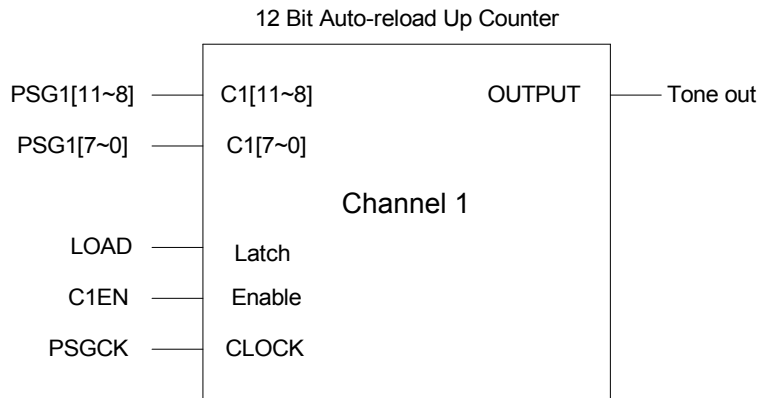 12 Bit Auto-reload Up Counter
PSG1[11~8] C1[11~8] OUTPUT Tone out
PSG1[7~0] C1[7~0]
Channel 1
LOAD Latch
C1EN Enable
PSGCK CLOCK